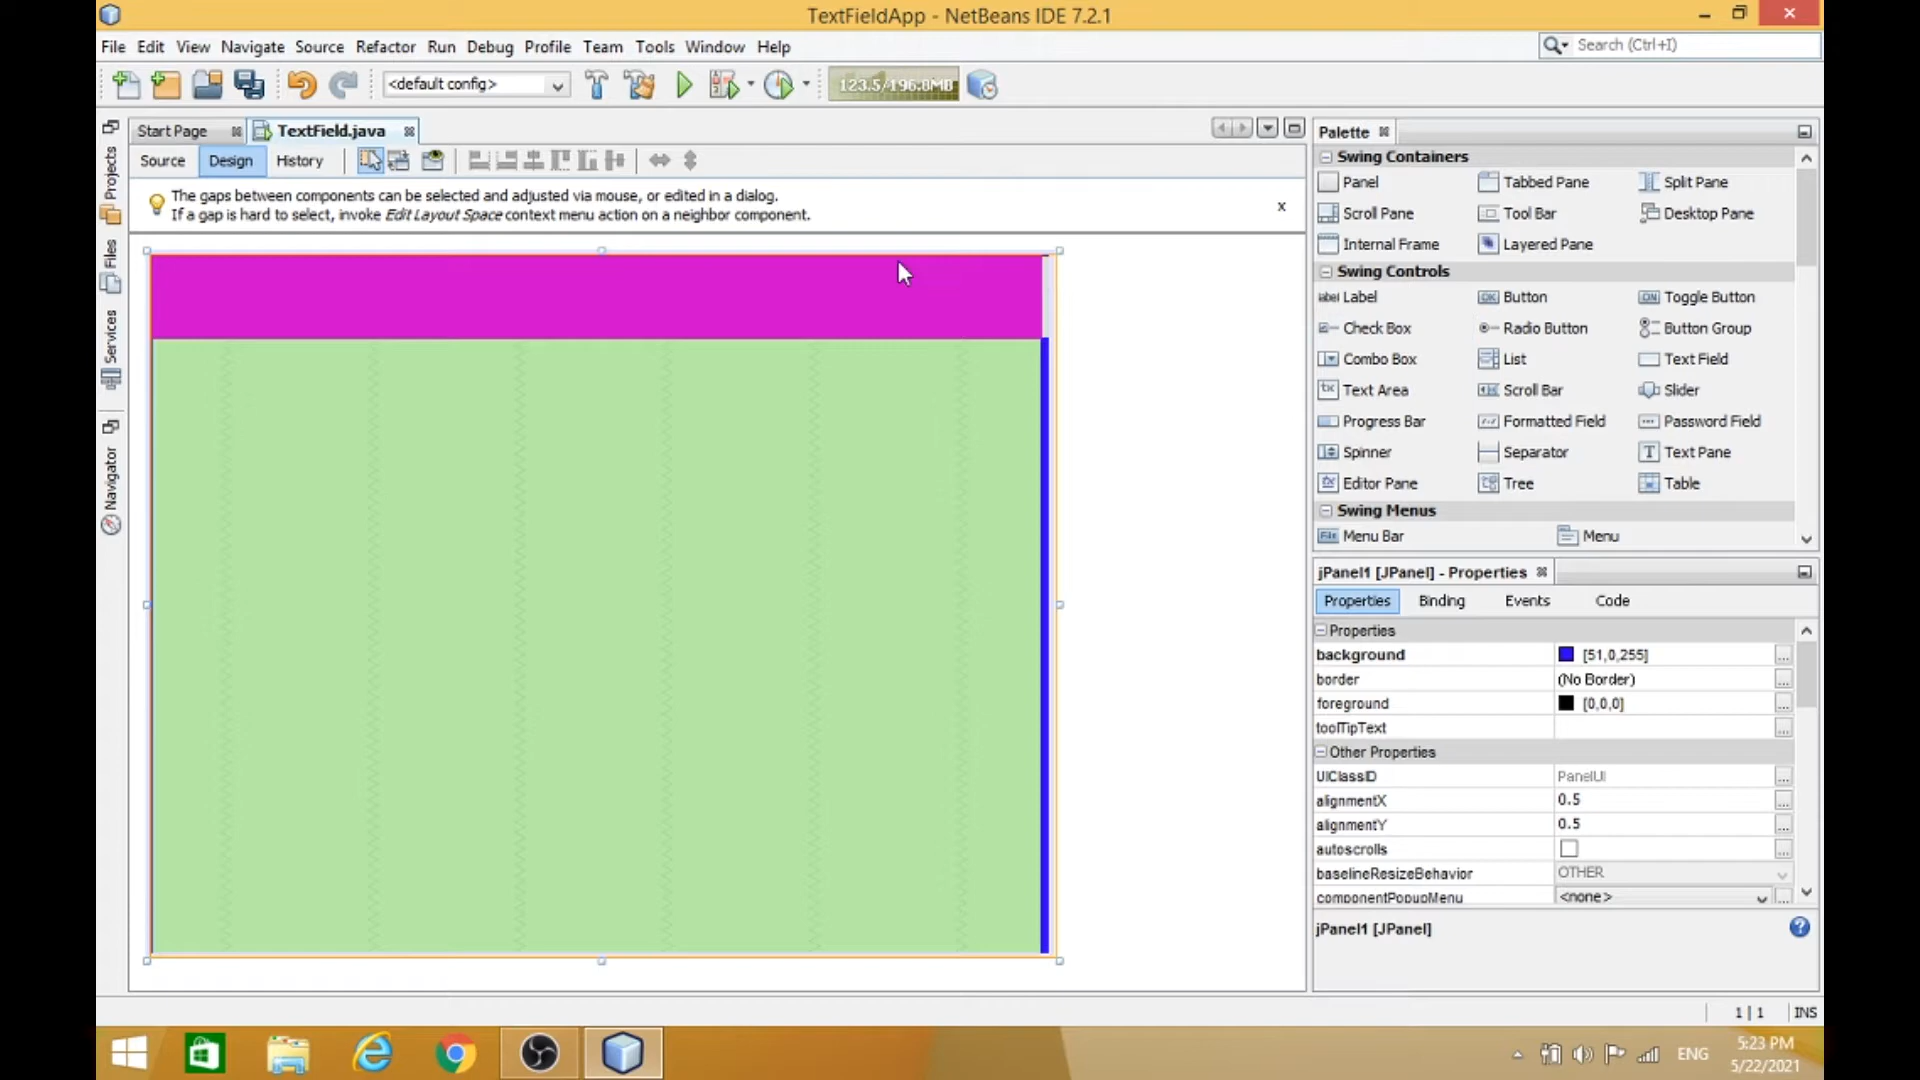 TextFieldApp - NetBeans IDE 7.2.1
File Edit View Navigate Source Refactor Run Debug Profile Team Tools Window Help
Search (Ctrl+I)
<default config>
123.5/196.0MB
Start Page
TextField.java
Source Design History
The gaps between components can be selected and adjusted via mouse, or edited in a dialog.
If a gap is hard to select, invoke Edit Layout Space context menu action on a neighbor component.
x
Projects
Files
Services
Navigator
Palette
Swing Containers
Panel Tabbed Pane Split Pane
Scroll Pane Tool Bar Desktop Pane
Internal Frame Layered Pane
Swing Controls
label Label OK Button ON Toggle Button
Check Box Radio Button Button Group
Combo Box List Text Field
Text Area Scroll Bar Slider
Progress Bar Formatted Field Password Field
Spinner Separator Text Pane
Editor Pane Tree Table
Swing Menus
Menu Bar Menu
jPanel1 [JPanel] - Properties
Properties Binding Events Code
Properties
background [51,0,255] ...
border (No Border) ...
foreground [0,0,0] ...
toolTipText ...
Other Properties
UIClassID PanelUI ...
alignmentX 0.5 ...
alignmentY 0.5 ...
autoscrolls ...
baselineResizeBehavior OTHER
componentPopupMenu <none> ...
jPanel1 [JPanel]
1 | 1 INS
ENG
5:23 PM
5/22/2021